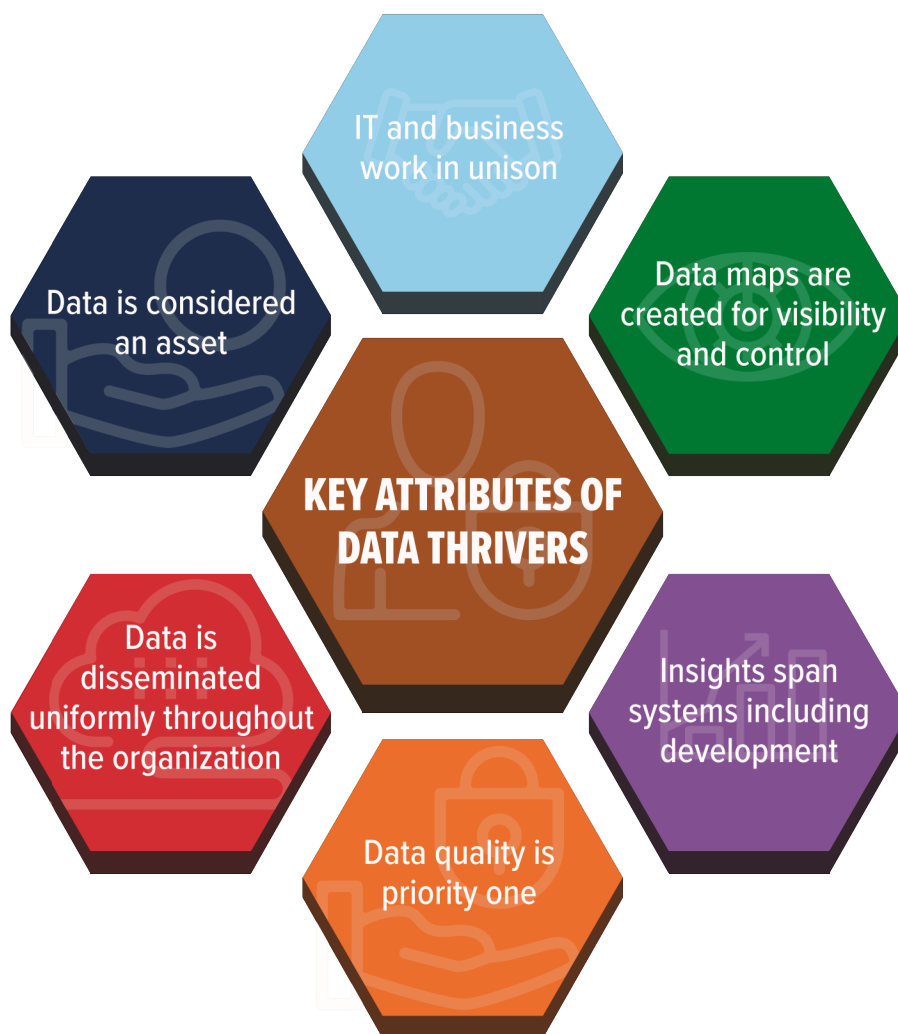 IT and business
work in unison
Data is considered
an asset
Data maps are
created for visibility
and control
KEY ATTRIBUTES OF
DATA THRIVERS
Data is
disseminated
uniformly throughout
the organization
Insights span
systems including
development
Data quality is
priority one